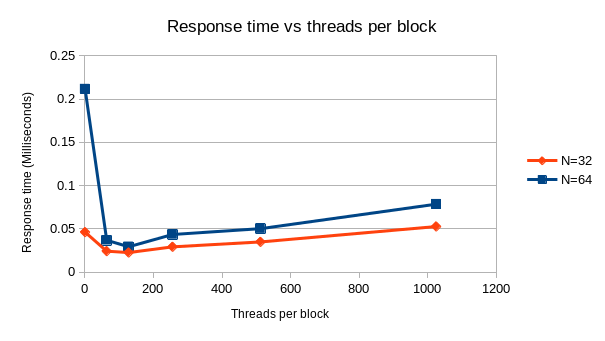 Response time vs threads per block
Response time (Milliseconds)
0.25
0.2
0.15
0.1
0.05
0
0 200 400 600 800 1000 1200
Threads per block
N=32
N=64